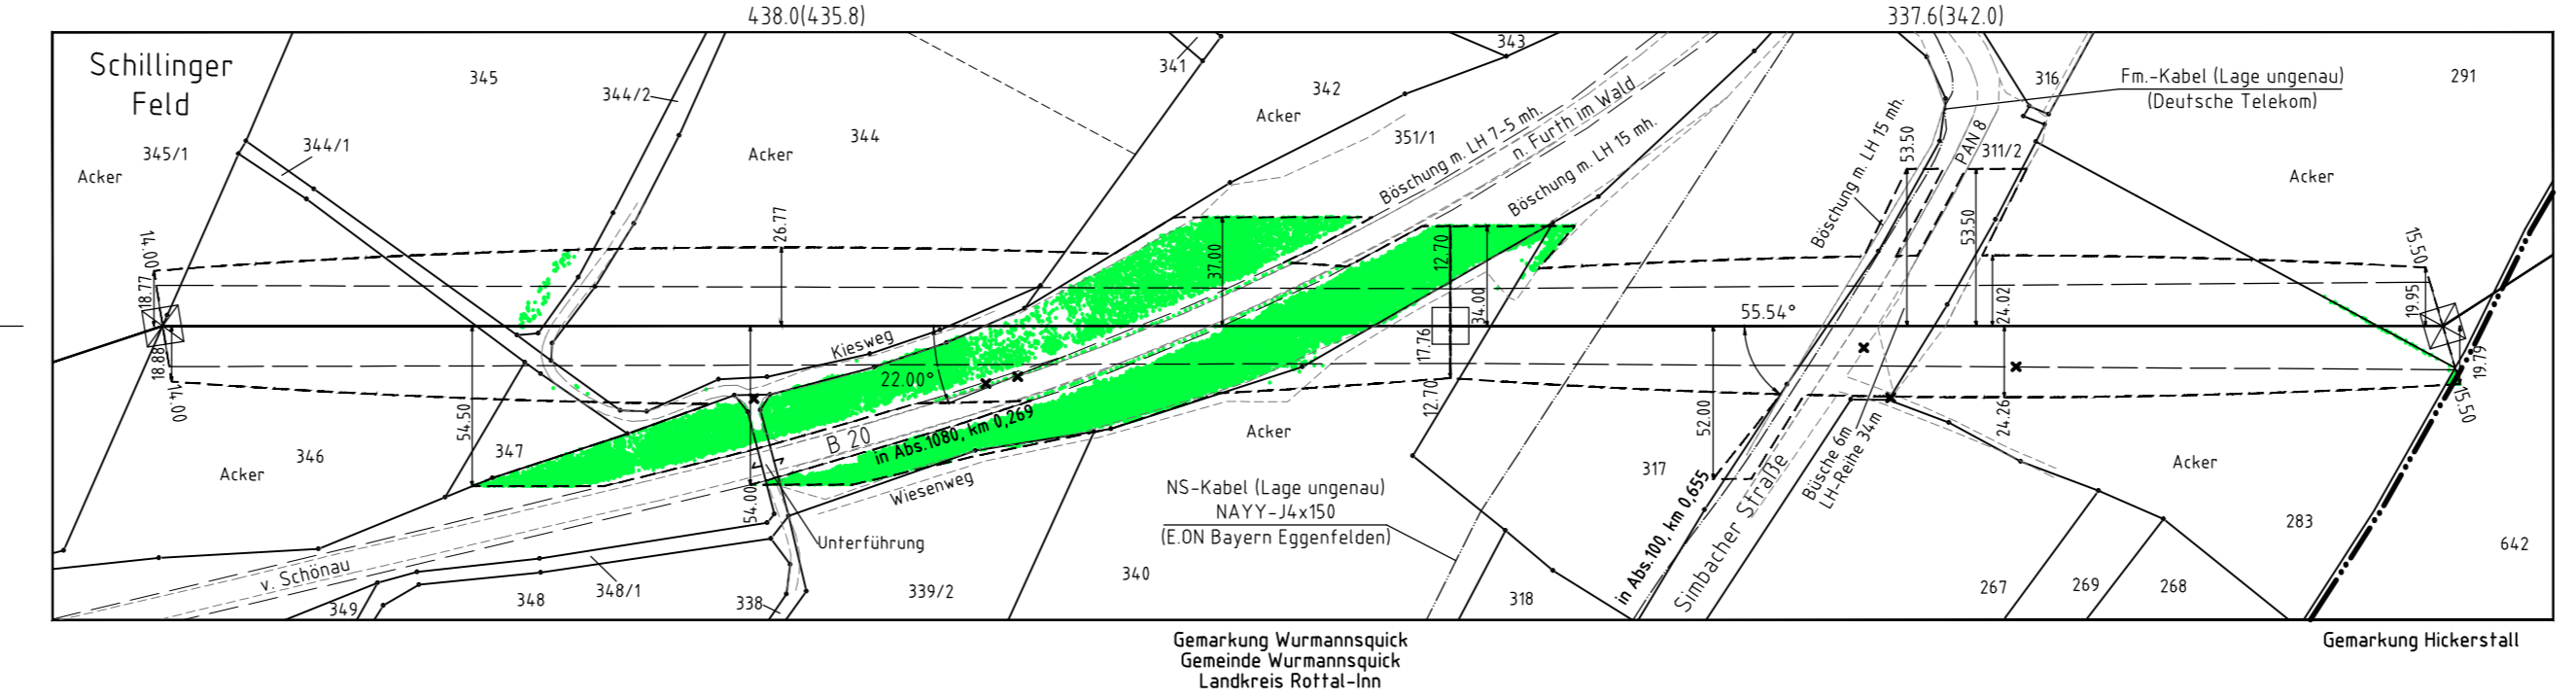 438.0(435.8)
337.6(342.0)
Schillinger
Feld
345
344/2
344
Acker
341
342
Acker
343
351/1
316
Fm.-Kabel (Lage ungenau)
(Deutsche Telekom)
291
345/1
Acker
344/1
Böschung m. LH 7-5 mh.
n. Furth im Wald
Böschung m. LH 15 mh.
Böschung m. LH 15 mh.
53.50
PAN 8
311/2
53.50
Acker
14.00
18.77
26.77
37.00
12.70
34.00
55.54°
24.02
15.50
19.95
18.88
14.00
Kiesweg
22.00°
17.76
12.70
52.00
24.26
19.79
15.50
54.50
54.00
346
Acker
347
B 20
in Abs.1080, km 0,269
Wiesenweg
Acker
317
in Abs.100, km 0,655
Simbacher Straße
Büsche 6m
LH-Reihe 34m
Acker
NS-Kabel (Lage ungenau)
NAYY-J4x150
(E.ON Bayern Eggenfelden)
Unterführung
v. Schönau
349
348
348/1
338
339/2
340
318
267
269
268
283
642
Gemarkung Wurmannsquick
Gemeinde Wurmannsquick
Landkreis Rottal-Inn
Gemarkung Hickerstall